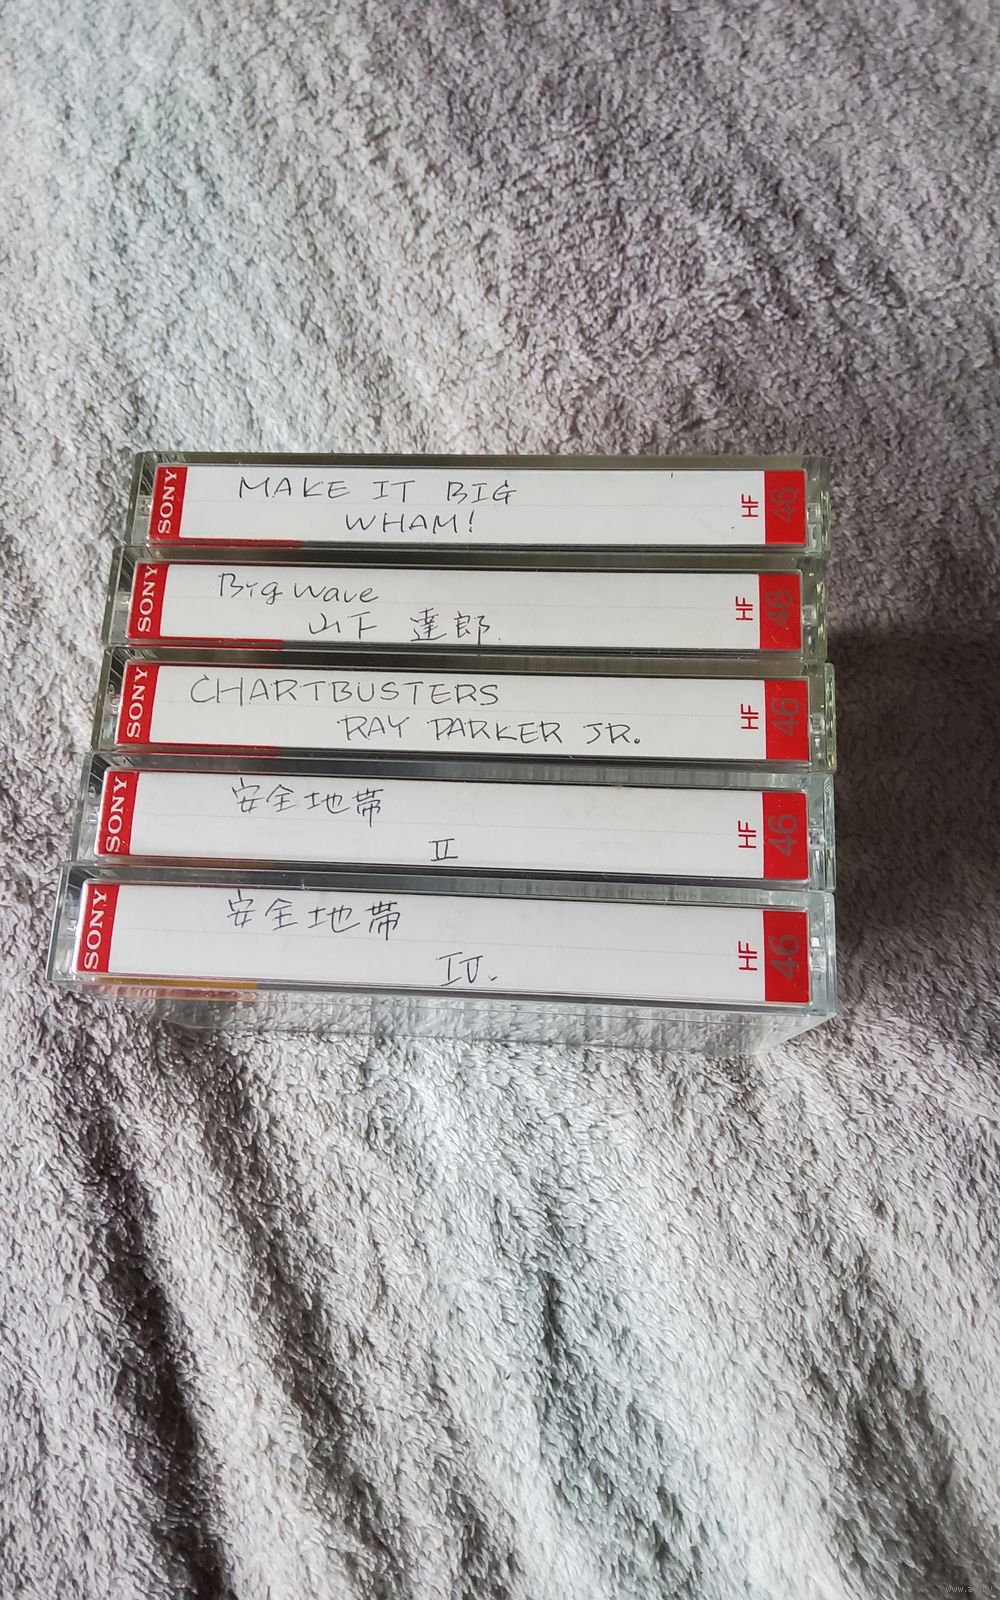 SONY
MAKE IT BIG
WHAM!
HF
46
SONY
Big Wave
山下 達郎.
HF
46
SONY
CHARTBUSTERS
RAY PARKER JR.
HF
46
SONY
安全地帯
II
HF
46
SONY
安全地帯
IV.
HF
46